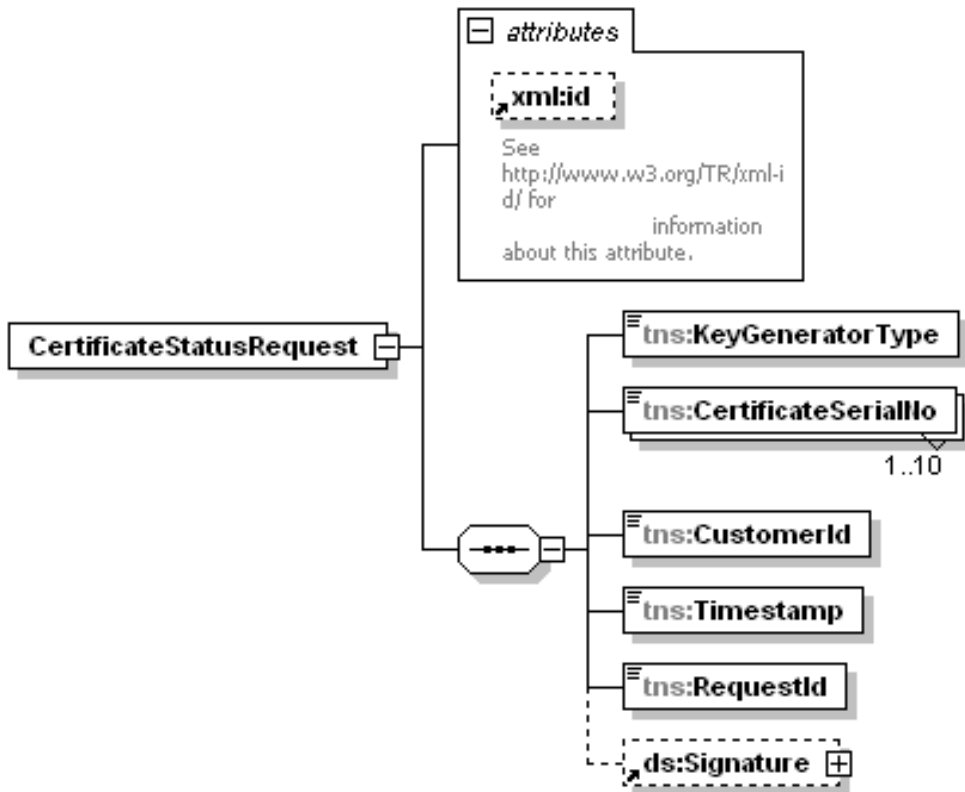 attributes
xml:id
See
http://www.w3.org/TR/xml-i
d/ for
information
about this attribute.
CertificateStatusRequest
tns:KeyGeneratorType
tns:CertificateSerialNo
1..10
tns:CustomerId
tns:Timestamp
tns:RequestId
ds:Signature